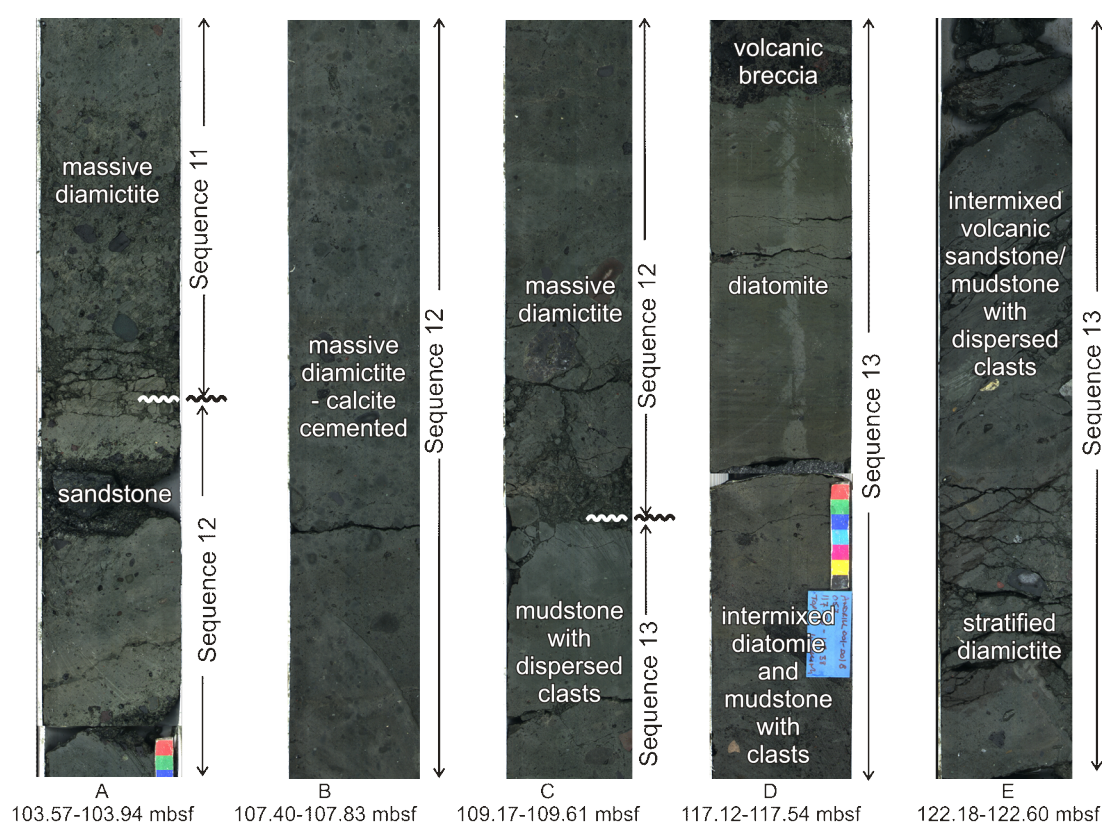 massive
diamictite
sandstone
Sequence 11
Sequence 12
A
103.57-103.94 mbsf
massive
diamictite
- calcite
cemented
Sequence 12
B
107.40-107.83 mbsf
massive
diamictite
mudstone
with
dispersed
clasts
Sequence 12
Sequence 13
C
109.17-109.61 mbsf
volcanic
breccia
diatomite
intermixed
diatomie
and
mudstone
with
clasts
Sequence 13
D
117.12-117.54 mbsf
intermixed
volcanic
sandstone/
mudstone
with
dispersed
clasts
stratified
diamictite
Sequence 13
E
122.18-122.60 mbsf